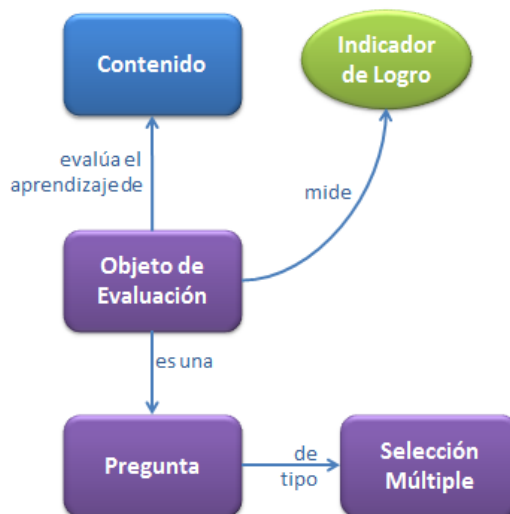 Contenido
Indicador
de Logro
evalúa el
aprendizaje de
mide
Objeto de
Evaluación
es una
Pregunta
de
tipo
Selección
Múltiple